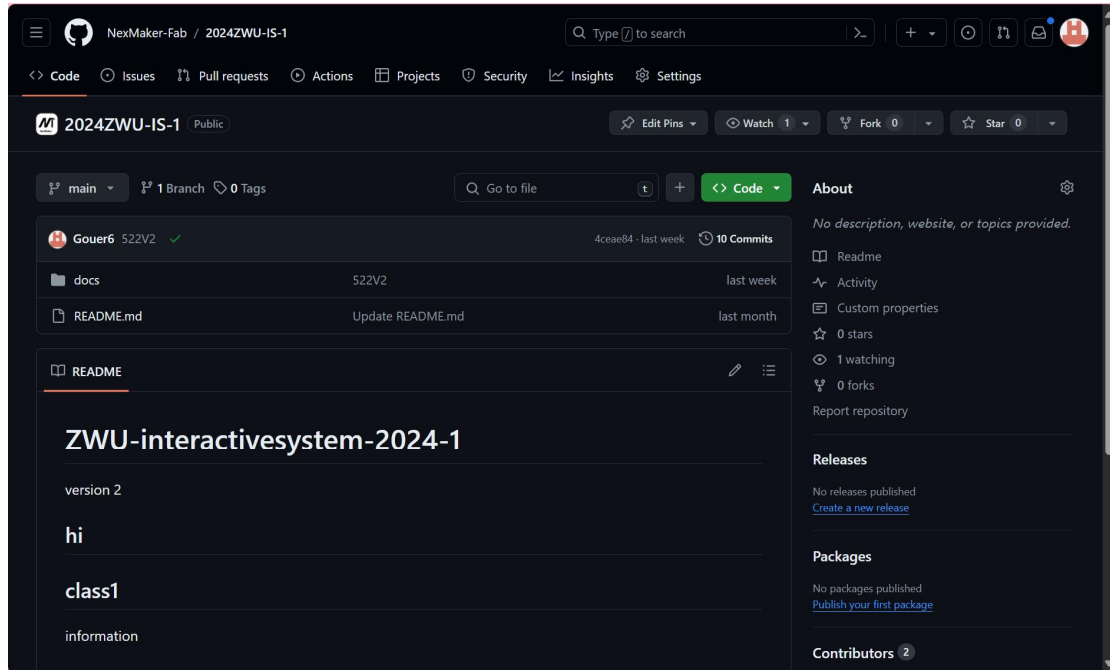 NexMaker-Fab / 2024ZWU-IS-1
Type / to search
Code Issues Pull requests Actions Projects Security Insights Settings
2024ZWU-IS-1 Public
Edit Pins Watch 1 Fork 0 Star 0
main 1 Branch 0 Tags
Go to file t + Code
Gouer6 522V2 4ceae84 · last week 10 Commits
docs 522V2 last week
README.md Update README.md last month
README
ZWU-interactivesystem-2024-1
version 2
hi
class1
information
About
No description, website, or topics provided.
Readme
Activity
Custom properties
0 stars
1 watching
0 forks
Report repository
Releases
No releases published
Create a new release
Packages
No packages published
Publish your first package
Contributors 2